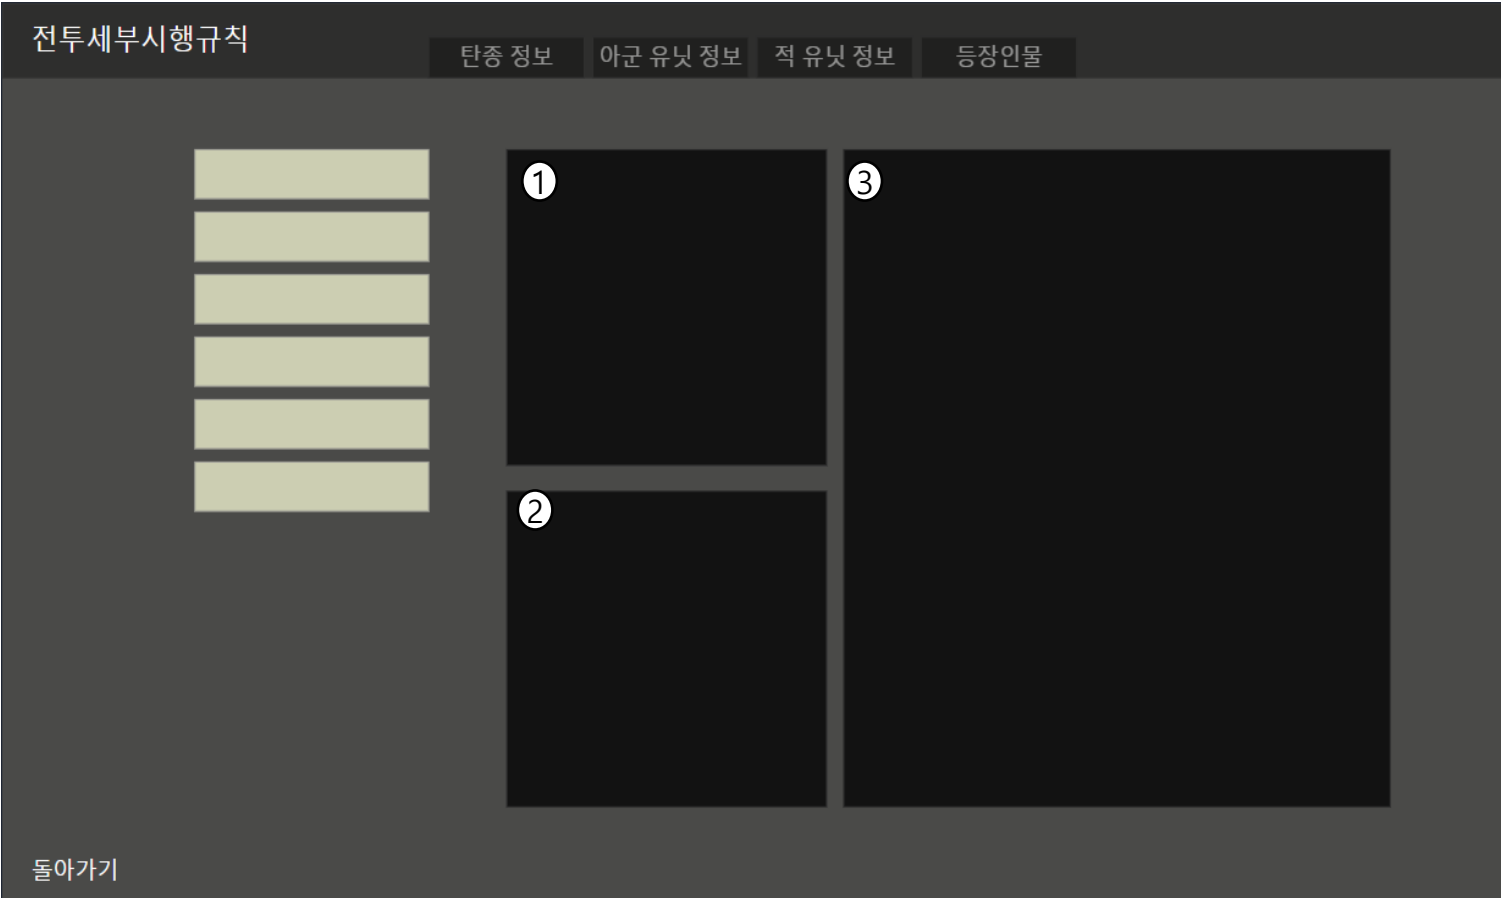 전투세부시행규칙
탄종 정보
아군 유닛 정보
적 유닛 정보
등장인물
1
3
2
돌아가기